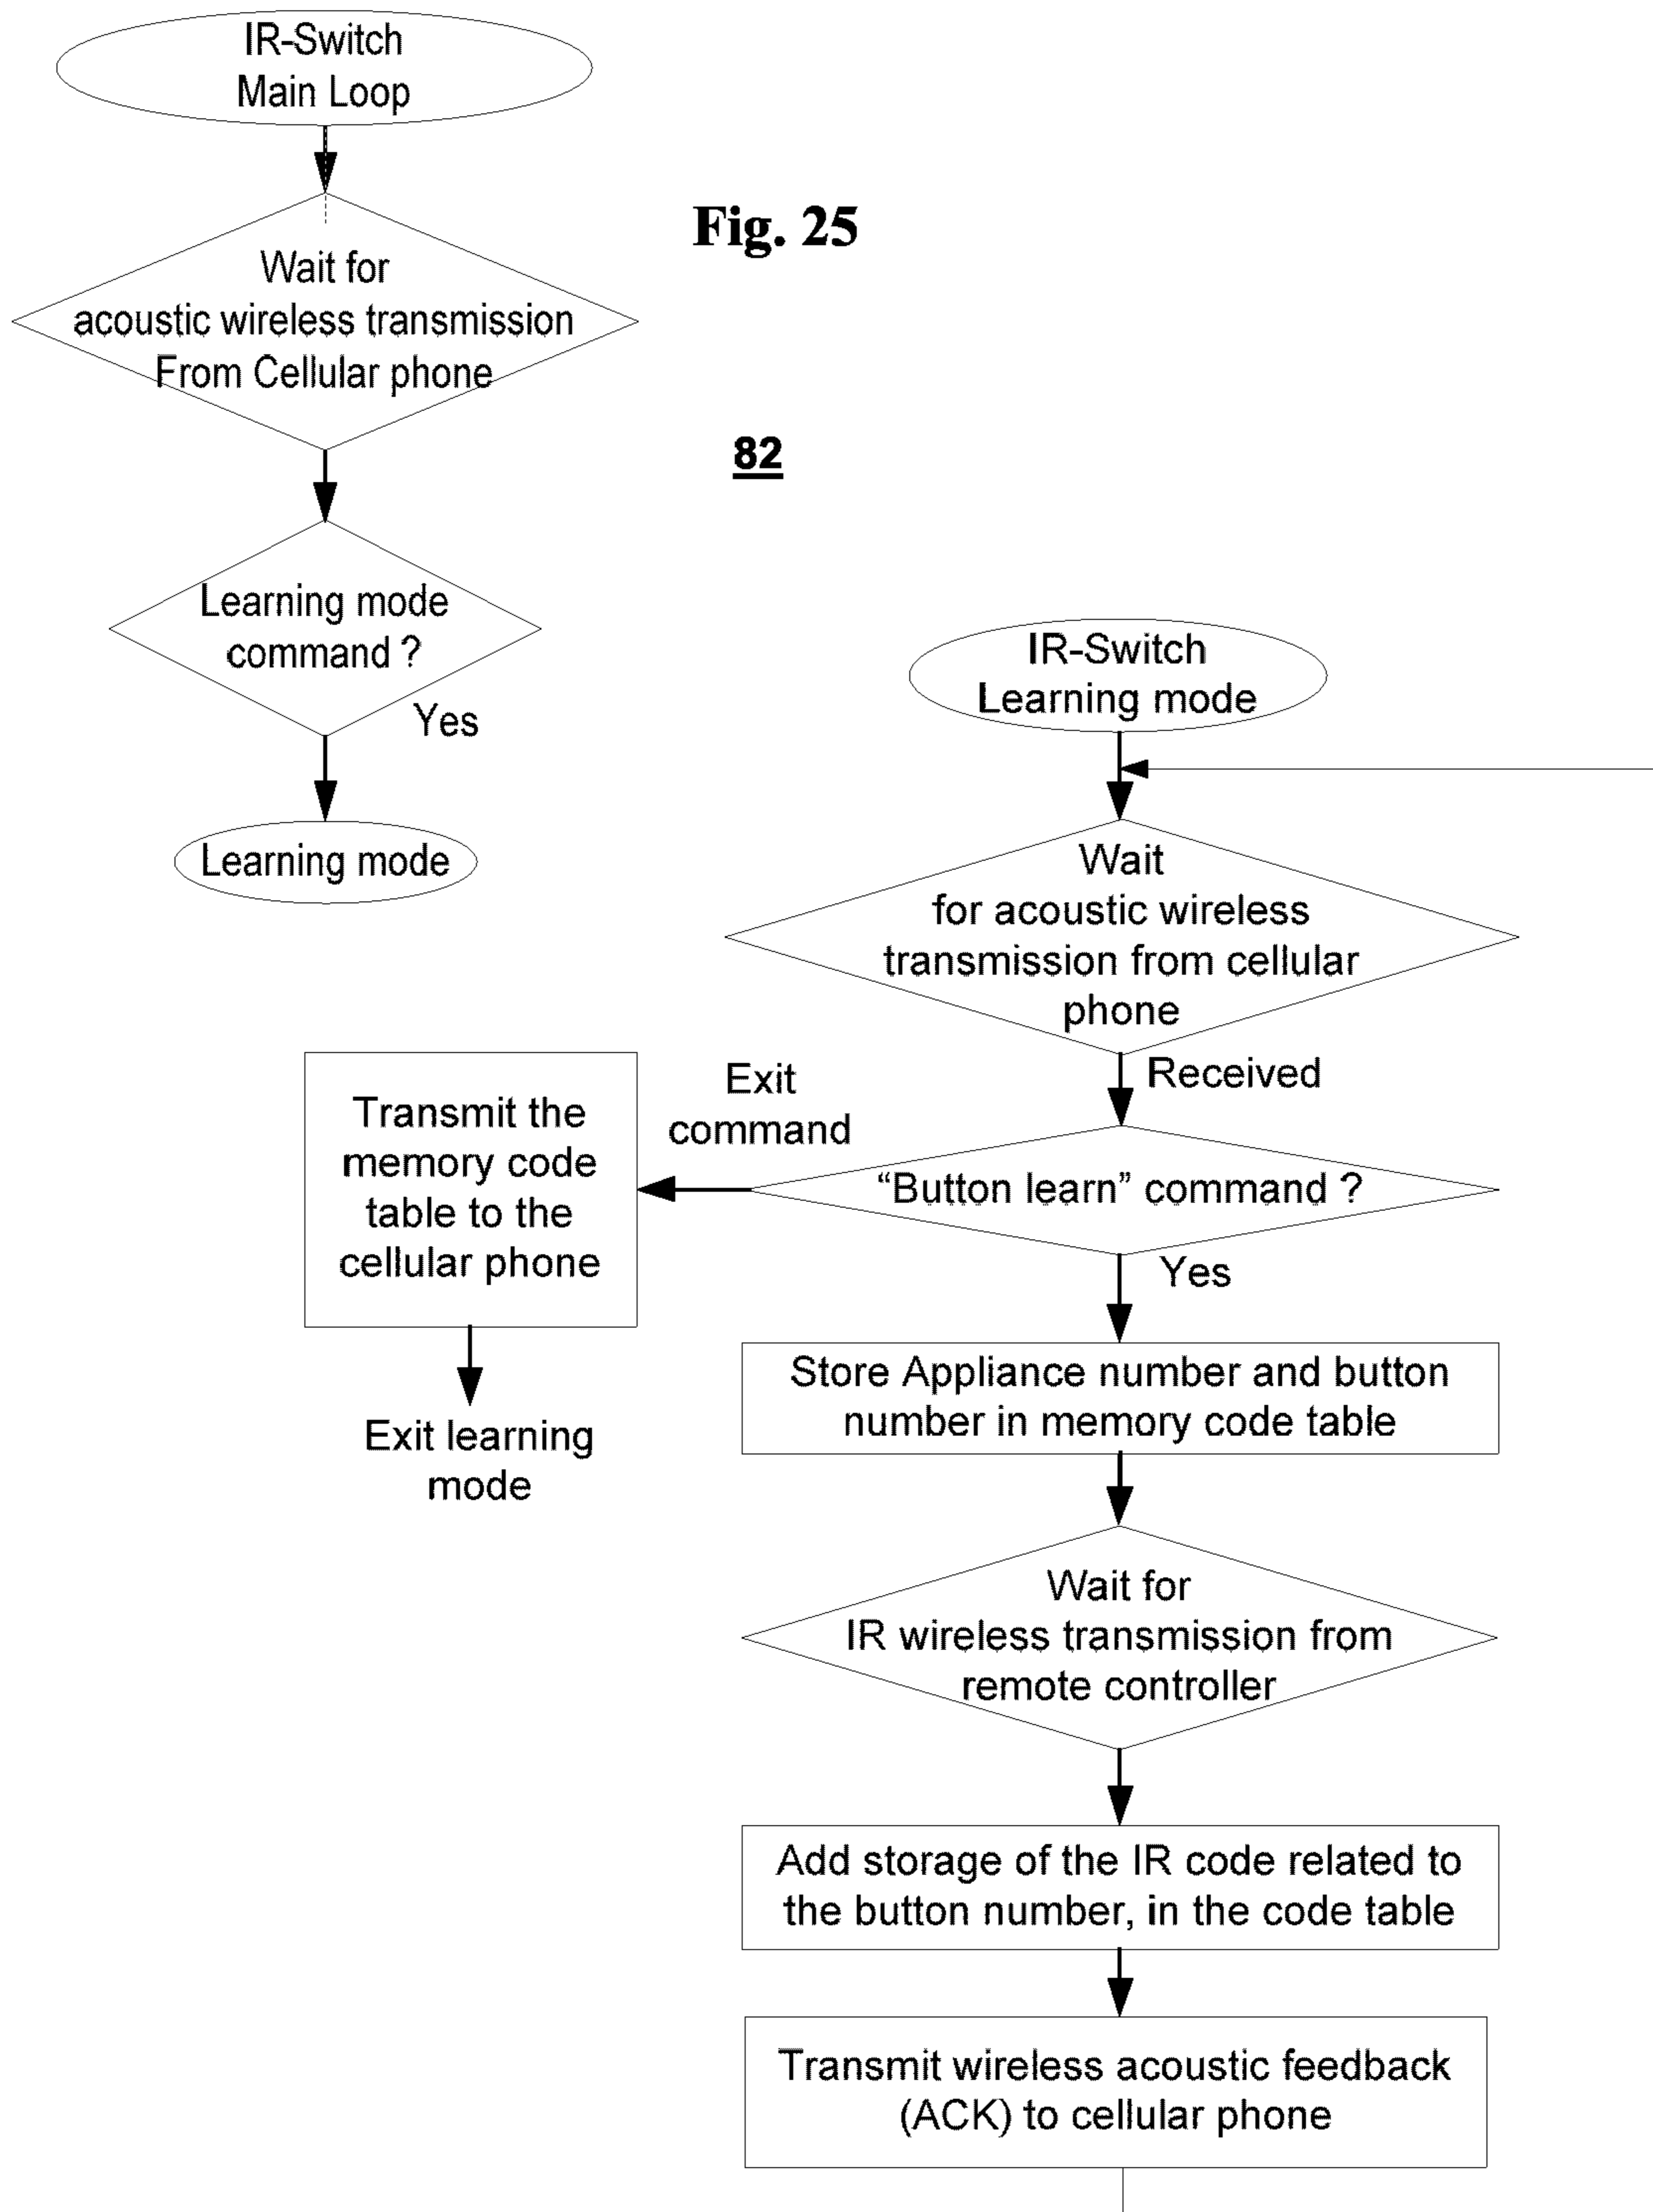 IR-Switch
Main Loop
Fig. 25
Wait for
acoustic wireless transmission
From Cellular phone
82
Learning mode
command ?
Yes
Learning mode
IR-Switch
Learning mode
Wait
for acoustic wireless
transmission from cellular
phone
Received
Exit
command
"Button learn" command ?
Transmit the
memory code
table to the
cellular phone
Yes
Exit learning
mode
Store Appliance number and button
number in memory code table
Wait for
IR wireless transmission from
remote controller
Add storage of the IR code related to
the button number, in the code table
Transmit wireless acoustic feedback
(ACK) to cellular phone